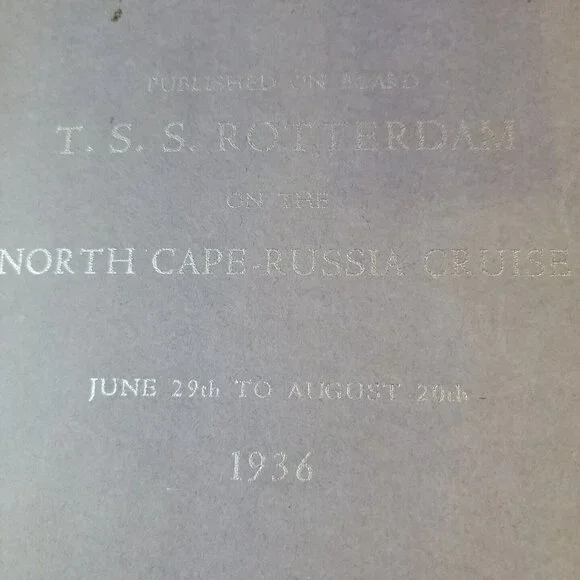 PUBLISHED ON BOARD
T. S. S. ROTTERDAM
ON THE
NORTH CAPE-RUSSIA CRUISE
JUNE 29th TO AUGUST 20th
1936